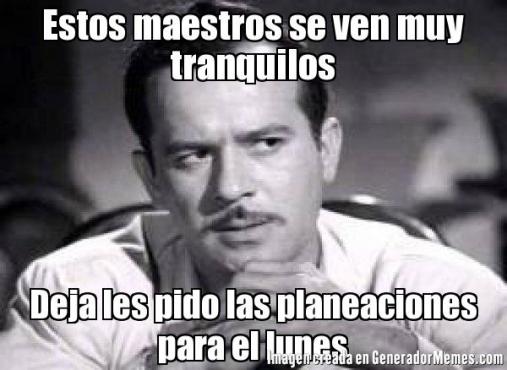 Estos maestros se ven muy
tranquilos
Deja les pido las planeaciones
para el lunes
Imagen creada en GeneradorMemes.com